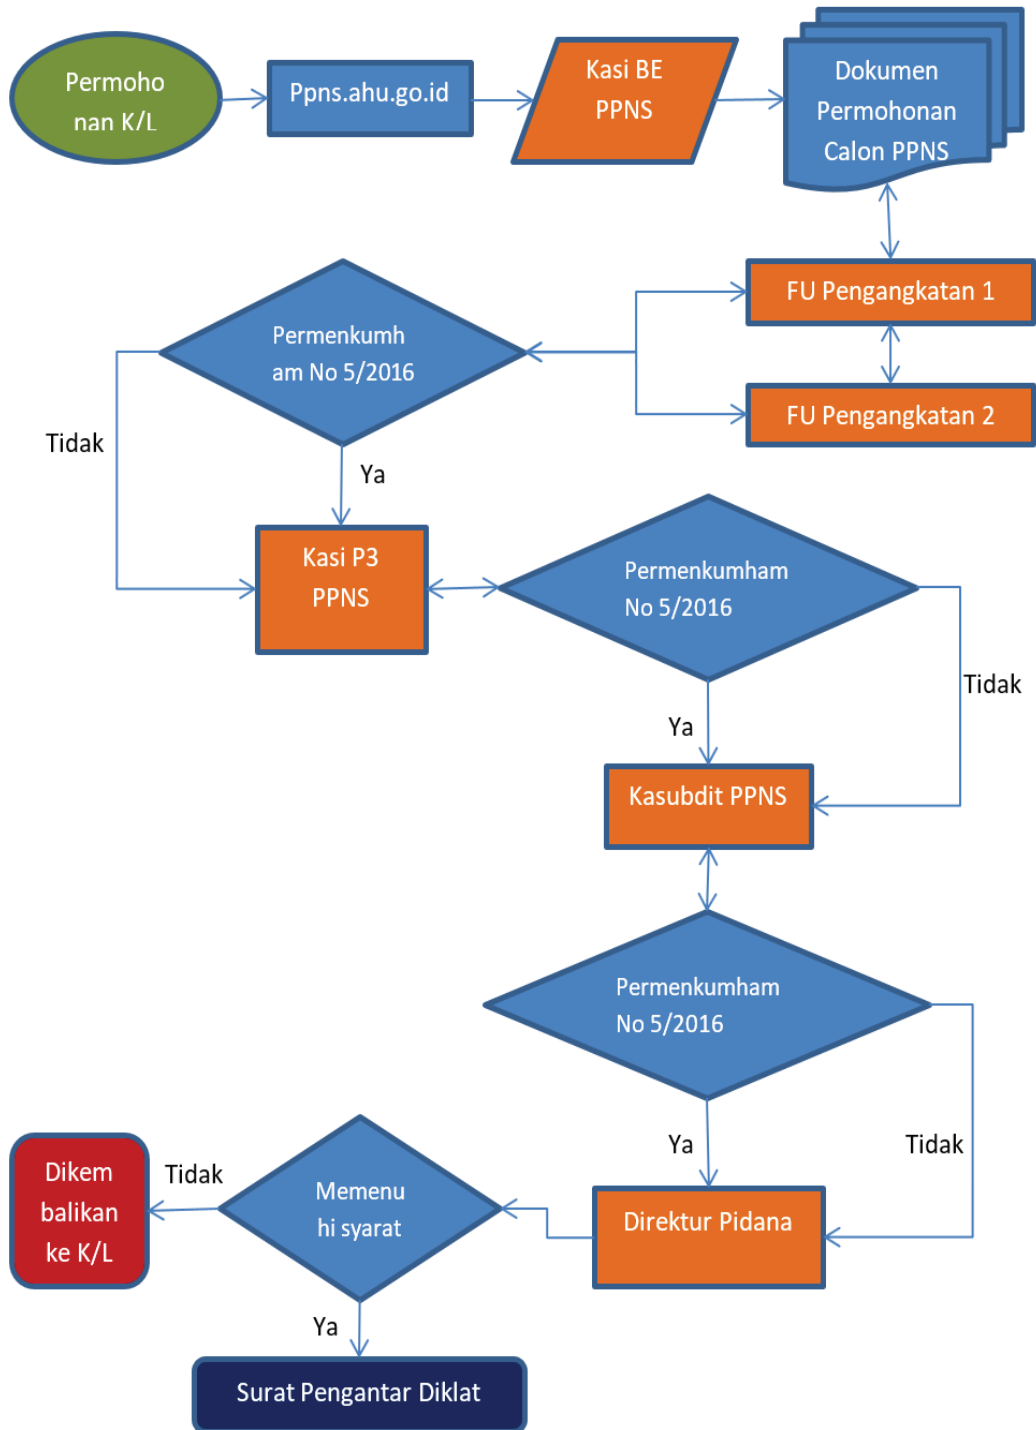 Permoho
nan K/L
Ppns.ahu.go.id
Kasi BE
PPNS
Dokumen
Permohonan
Calon PPNS
FU Pengangkatan 1
Permenkumh
am No 5/2016
FU Pengangkatan 2
Tidak
Ya
Kasi P3
PPNS
Permenkumham
No 5/2016
Tidak
Ya
Kasubdit PPNS
Permenkumham
No 5/2016
Ya
Tidak
Direktur Pidana
Memenu
hi syarat
Tidak
Dikem
balikan
ke K/L
Ya
Surat Pengantar Diklat